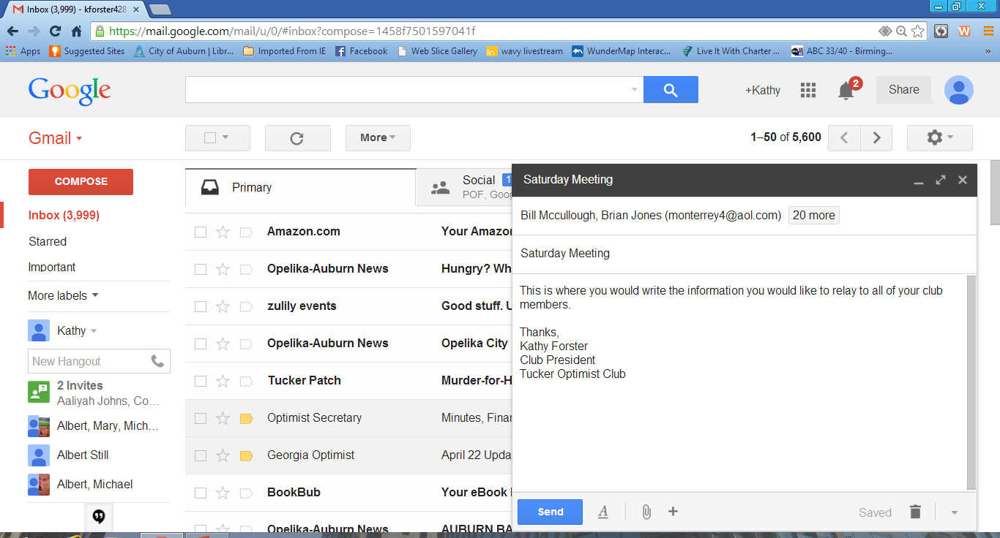 Inbox (3,999) - kforster428
https://mail.google.com/mail/u/0/#inbox?compose=1458f7501597041f
Apps Suggested Sites City of Auburn | Libr... Imported From IE Facebook Web Slice Gallery wavy livestream WunderMap Interac... Live It With Charter ... ABC 33/40 - Birming... »
Google
+Kathy 2 Share
Gmail
More 1–50 of 5,600
COMPOSE
Inbox (3,999)
Starred
Important
More labels
Kathy
New Hangout
2 Invites
Aaliyah Johns, Co...
Albert, Mary, Mich...
Albert Still
Albert, Michael
Primary
Social 1
POF, Goog
Amazon.com Your Amazon
Opelika-Auburn News Hungry? Wh
zulily events Good stuff. U
Opelika-Auburn News Opelika City
Tucker Patch Murder-for-H
Optimist Secretary Minutes, Finan
Georgia Optimist April 22 Upda
BookBub Your eBook
Opelika-Auburn News AUBURN BA
Saturday Meeting
Bill Mccullough, Brian Jones (monterrey4@aol.com) 20 more
Saturday Meeting
This is where you would write the information you would like to relay to all of your club
members.
Thanks,
Kathy Forster
Club President
Tucker Optimist Club
Send A Saved